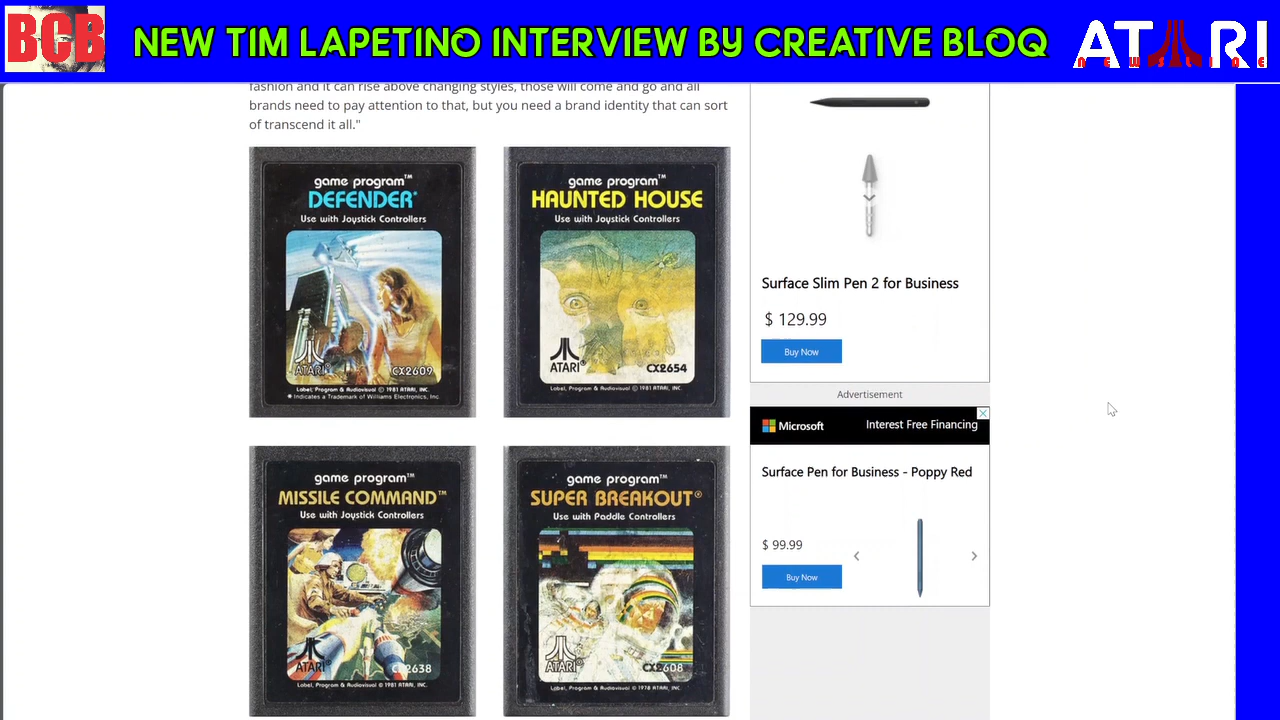 BCB
NEW TIM LAPETINO INTERVIEW BY CREATIVE BLOQ
ATARI
NEWSLINE
fashion and it can rise above changing styles, those will come and go and all
brands need to pay attention to that, but you need a brand identity that can sort
of transcend it all."
game program™
DEFENDER*
Use with Joystick Controllers
ATARI®
CX2609
Label, Program & Audiovisual © 1981 ATARI, INC.
* Indicates a Trademark of Williams Electronics, Inc.
game program™
HAUNTED HOUSE
Use with Joystick Controllers
ATARI®
CX2654
Label, Program & Audiovisual © 1981 ATARI, INC.
game program™
MISSILE COMMAND™
Use with Joystick Controllers
ATARI®
CX2638
Label, Program & Audiovisual © 1981 ATARI, INC.
game program™
SUPER BREAKOUT®
Use with Paddle Controllers
ATARI®
CX2608
Label, Program & Audiovisual © 1978 ATARI, INC.
Surface Slim Pen 2 for Business
$ 129.99
Buy Now
Advertisement
Microsoft
Interest Free Financing
Surface Pen for Business - Poppy Red
$ 99.99
Buy Now